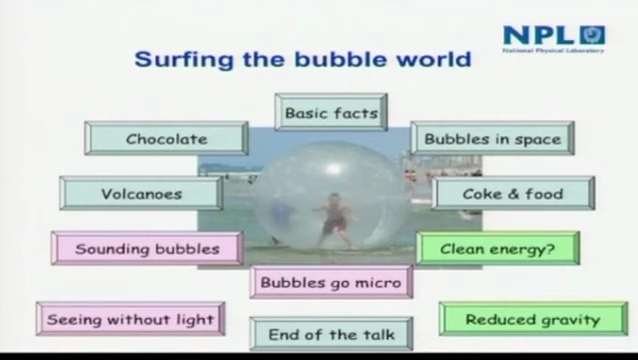 NPL
National Physical Laboratory
Surfing the bubble world
Basic facts
Chocolate
Bubbles in space
Volcanoes
Coke & food
Sounding bubbles
Clean energy?
Bubbles go micro
Seeing without light
Reduced gravity
End of the talk